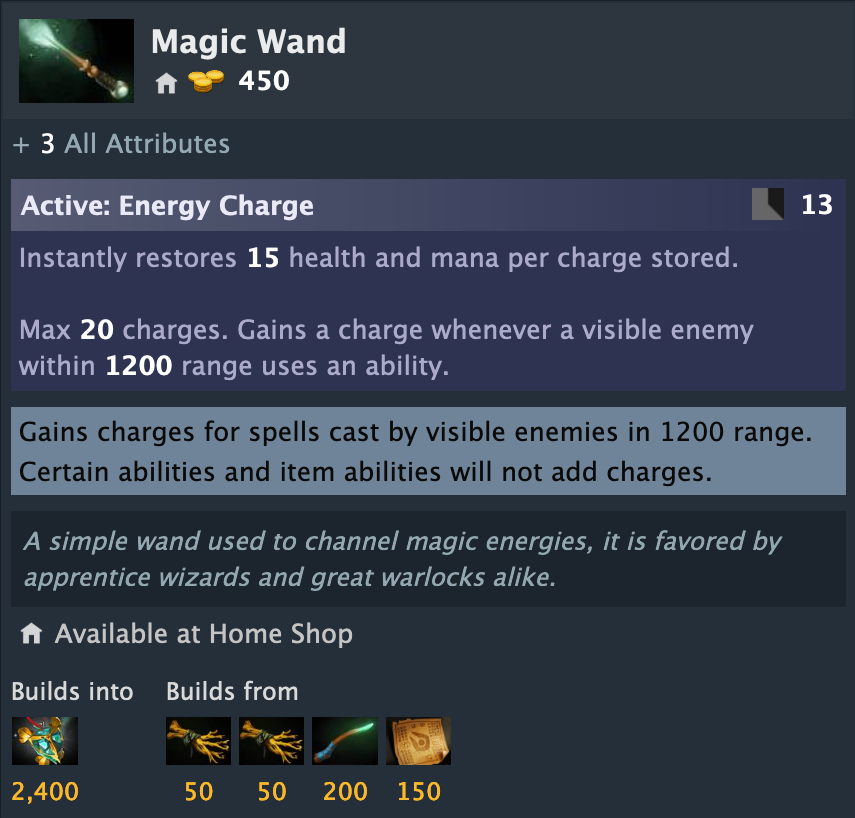 Magic Wand
450
+ 3 All Attributes
Active: Energy Charge 13
Instantly restores 15 health and mana per charge stored.
Max 20 charges. Gains a charge whenever a visible enemy
within 1200 range uses an ability.
Gains charges for spells cast by visible enemies in 1200 range.
Certain abilities and item abilities will not add charges.
A simple wand used to channel magic energies, it is favored by
apprentice wizards and great warlocks alike.
Available at Home Shop
Builds into Builds from
2,400 50 50 200 150